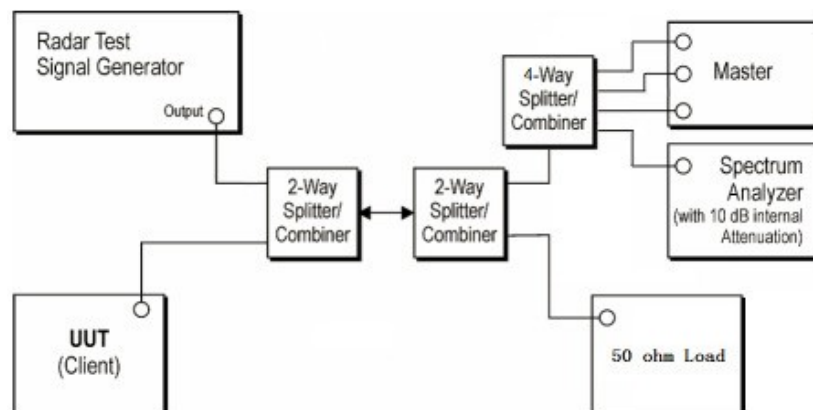 Radar Test
Signal Generator
Output
4-Way
Splitter/
Combiner
Master
2-Way
Splitter/
Combiner
2-Way
Splitter/
Combiner
Spectrum
Analyzer
(with 10 dB internal
Attenuation)
UUT
(Client)
50 ohm Load